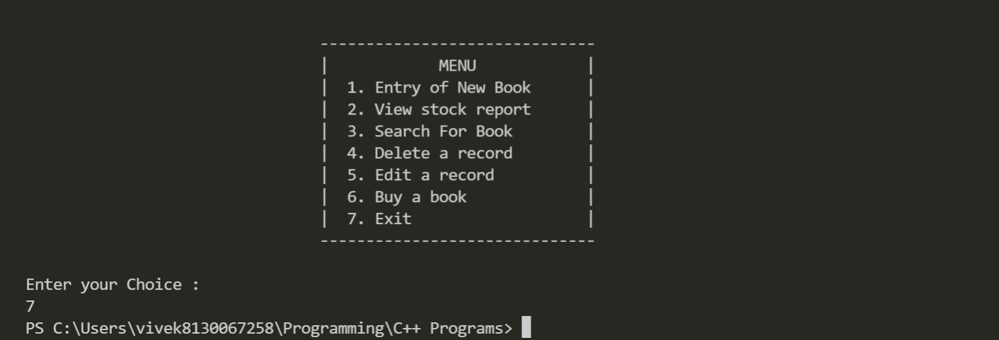 ------------------------------
|            MENU            |
|  1. Entry of New Book      |
|  2. View stock report      |
|  3. Search For Book        |
|  4. Delete a record        |
|  5. Edit a record          |
|  6. Buy a book             |
|  7. Exit                   |
------------------------------
Enter your Choice :
7
PS C:\Users\vivek8130067258\Programming\C++ Programs>